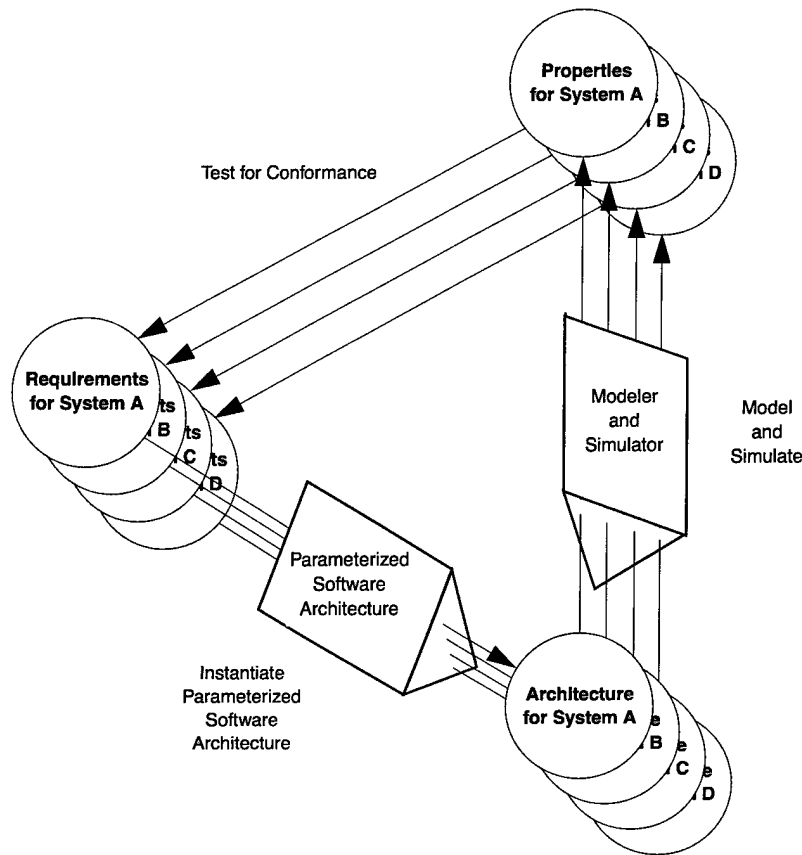 Properties
for System A
B
C
D
Test for Conformance
Requirements
for System A
ts
B
ts
C
ts
D
Modeler
and
Simulator
Model
and
Simulate
Parameterized
Software
Architecture
Instantiate
Parameterized
Software
Architecture
Architecture
for System A
e
B
e
C
e
D